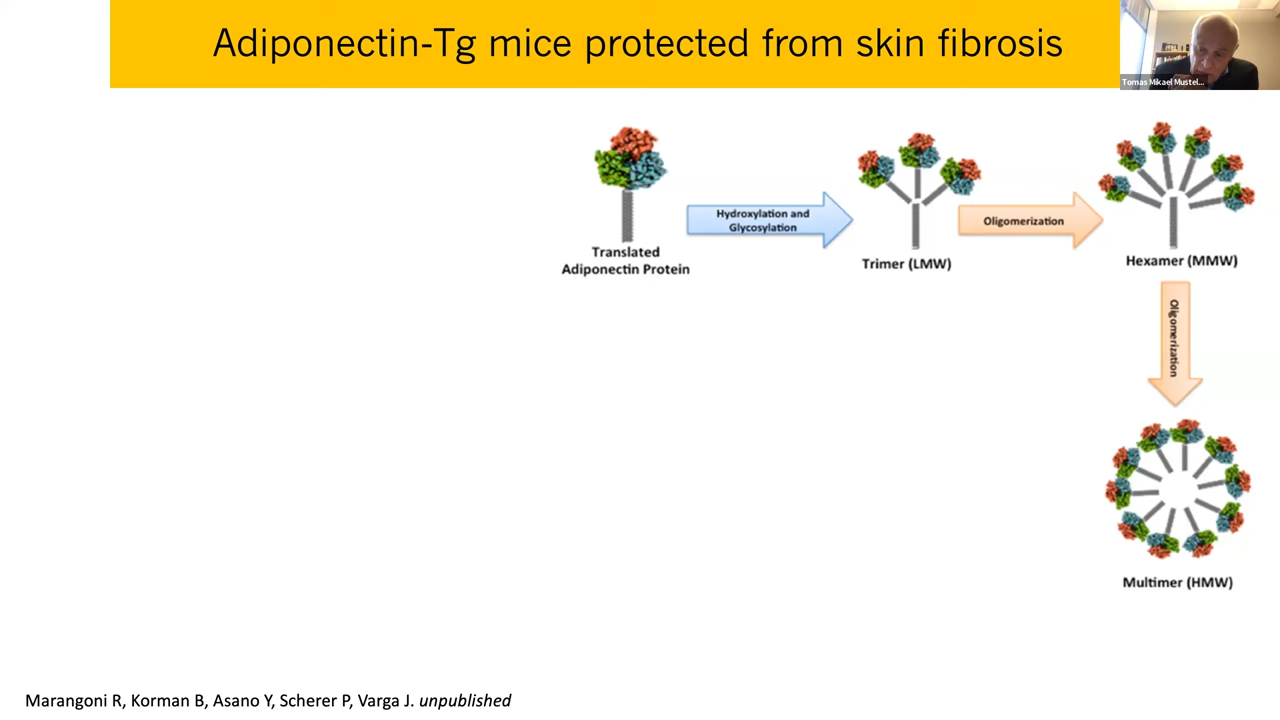 Adiponectin-Tg mice protected from skin fibrosis
Tomas Mikael Mustel...
Translated
Adiponectin Protein
Hydroxylation and
Glycosylation
Trimer (LMW)
Oligomerization
Hexamer (MMW)
Oligomerization
Multimer (HMW)
Marangoni R, Korman B, Asano Y, Scherer P, Varga J. unpublished